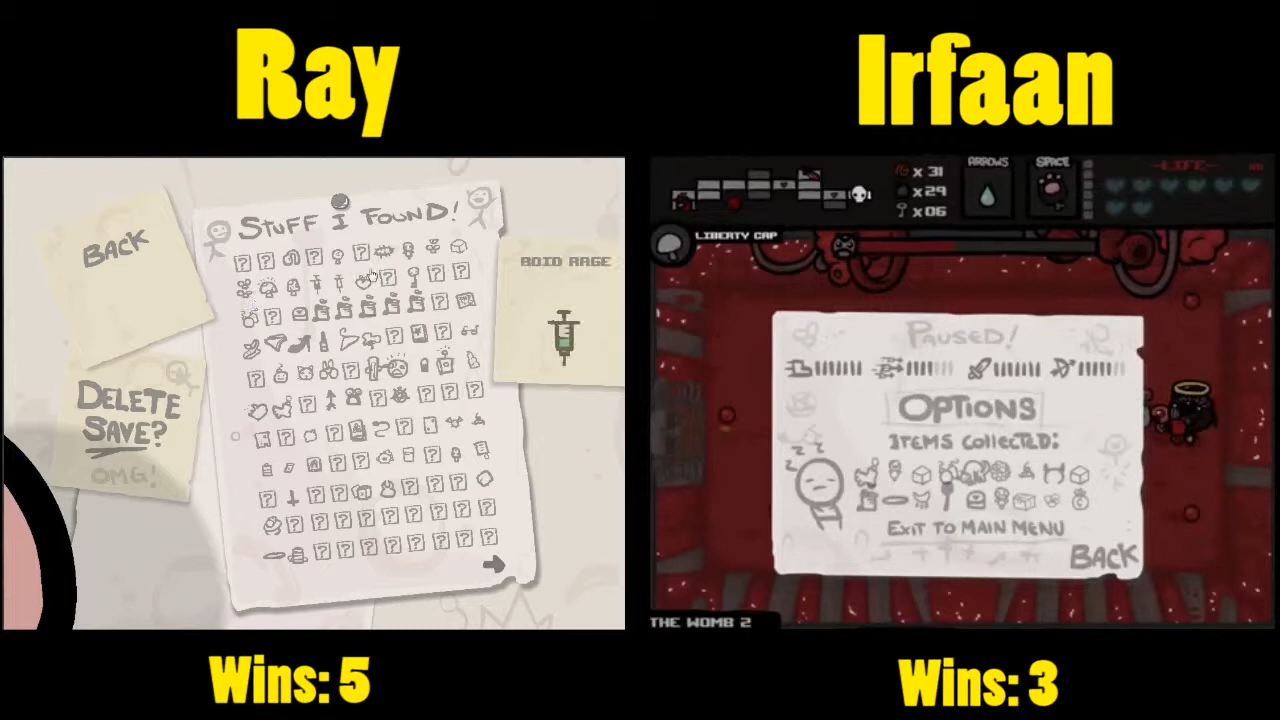 Ray
Irfaan
BACK
STUFF I FOUND!
ROID RAGE
DELETE
SAVE?
OMG!
x 31
x 29
x 06
ARROWS
SPACE
-LIFE-
LIBERTY CAP
PAUSED!
OPTIONS
ITEMS COLLECTED:
EXIT TO MAIN MENU
BACK
THE WOMB 2
Wins: 5
Wins: 3